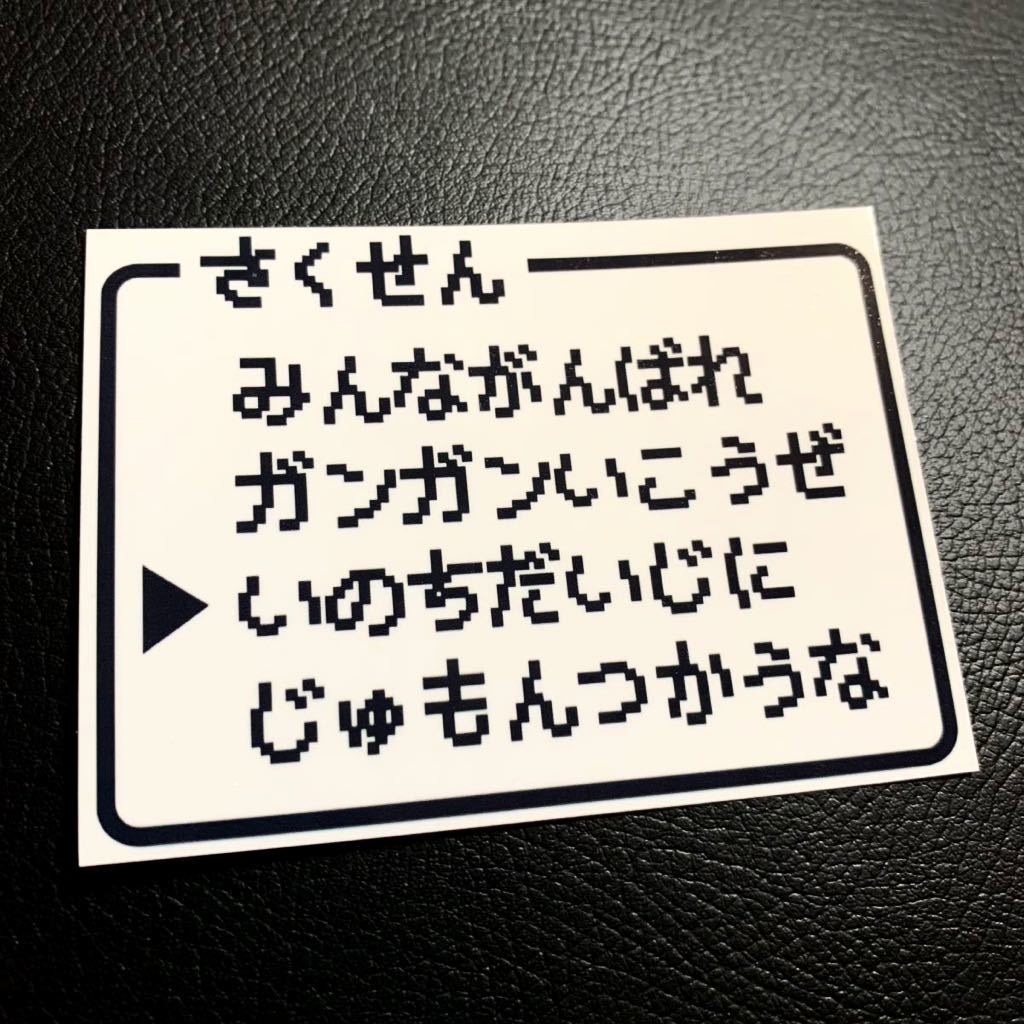 さくせん
みんながんばれ
ガンガンいこうぜ
▶いのちだいじに
じゅもんつかうな